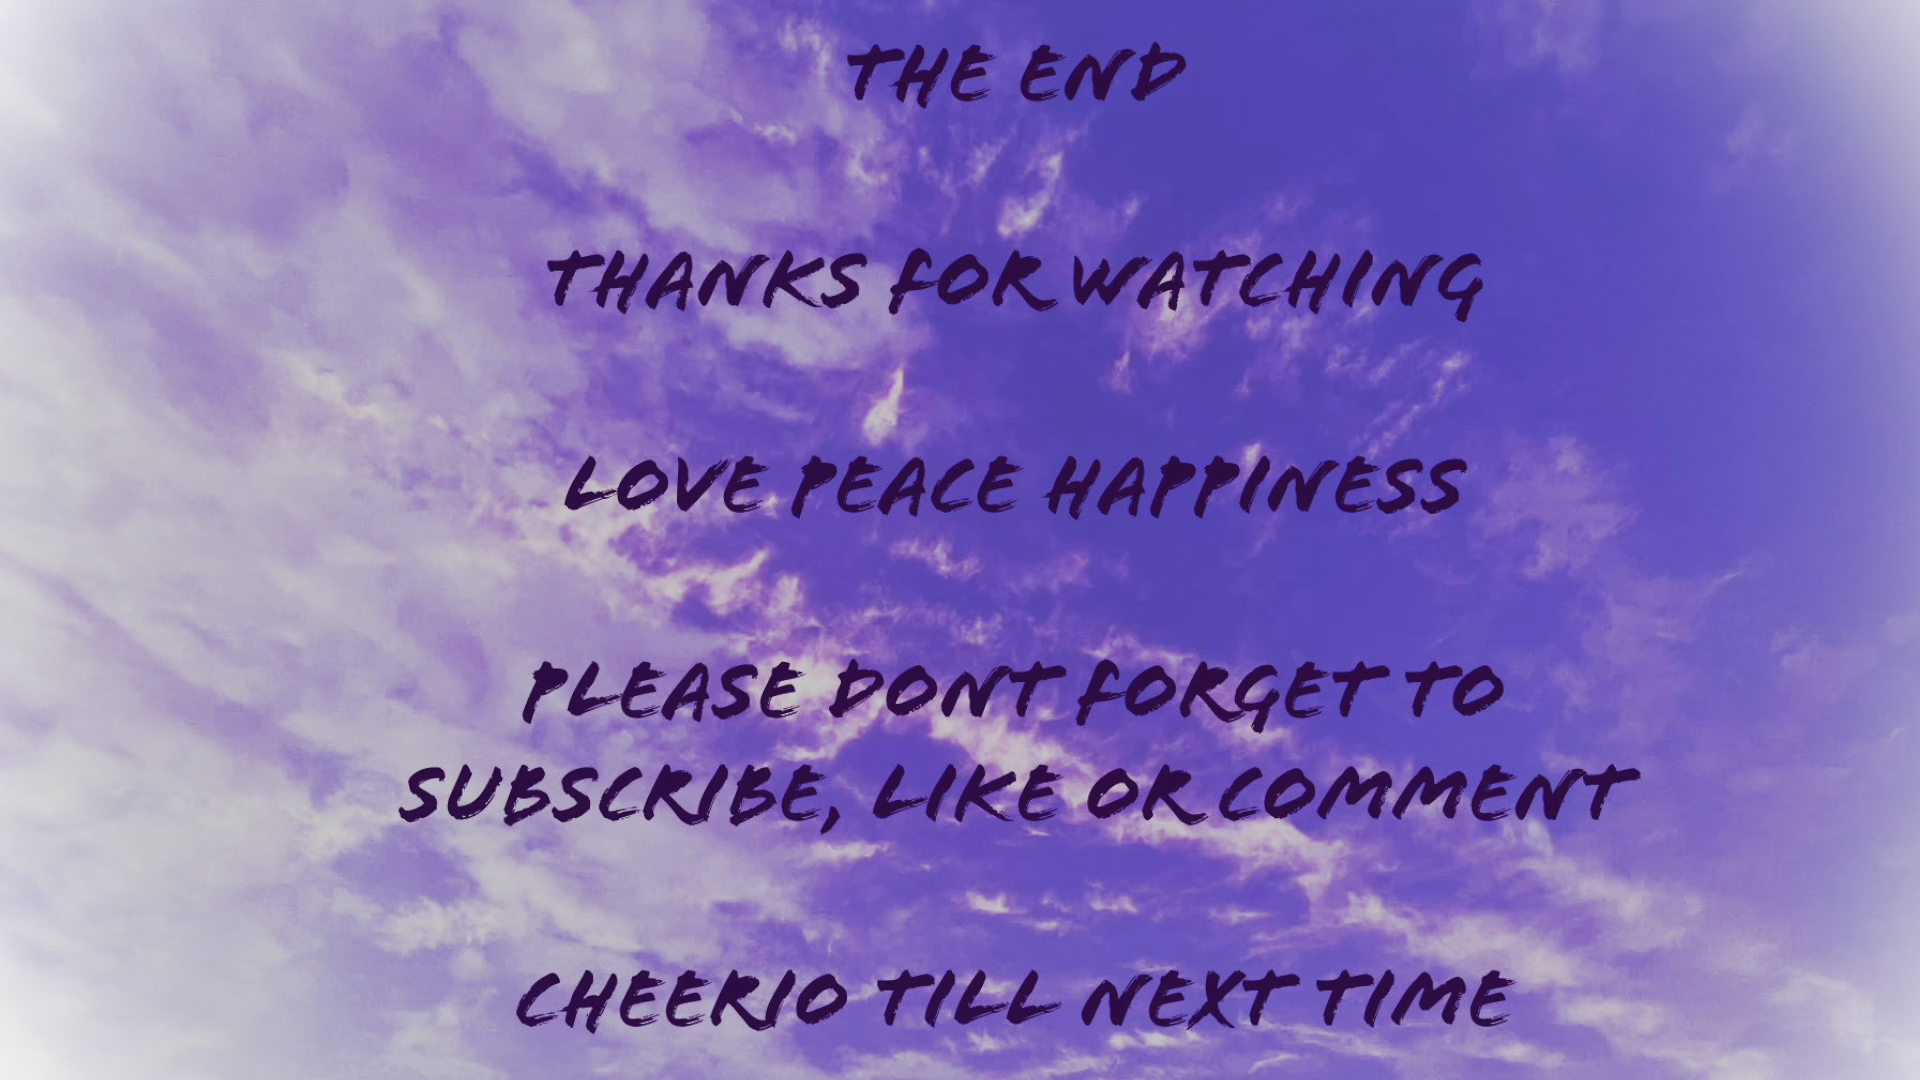 THE END
THANKS FOR WATCHING
LOVE PEACE HAPPINESS
PLEASE DONT FORGET TO
SUBSCRIBE, LIKE OR COMMENT
CHEERIO TILL NEXT TIME